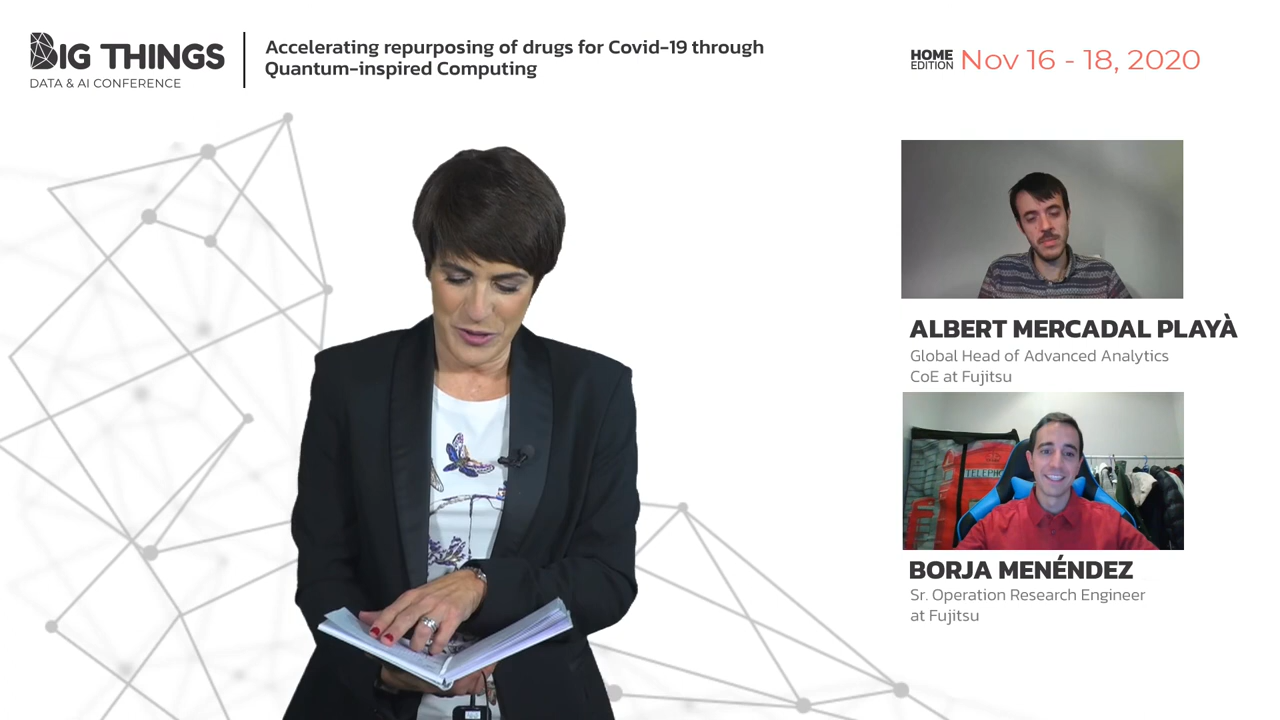 BIG THINGS
DATA & AI CONFERENCE
Accelerating repurposing of drugs for Covid-19 through
Quantum-inspired Computing
HOME
EDITION
Nov 16 - 18, 2020
ALBERT MERCADAL PLAYÀ
Global Head of Advanced Analytics
CoE at Fujitsu
TELEPHO
BORJA MENÉNDEZ
Sr. Operation Research Engineer
at Fujitsu